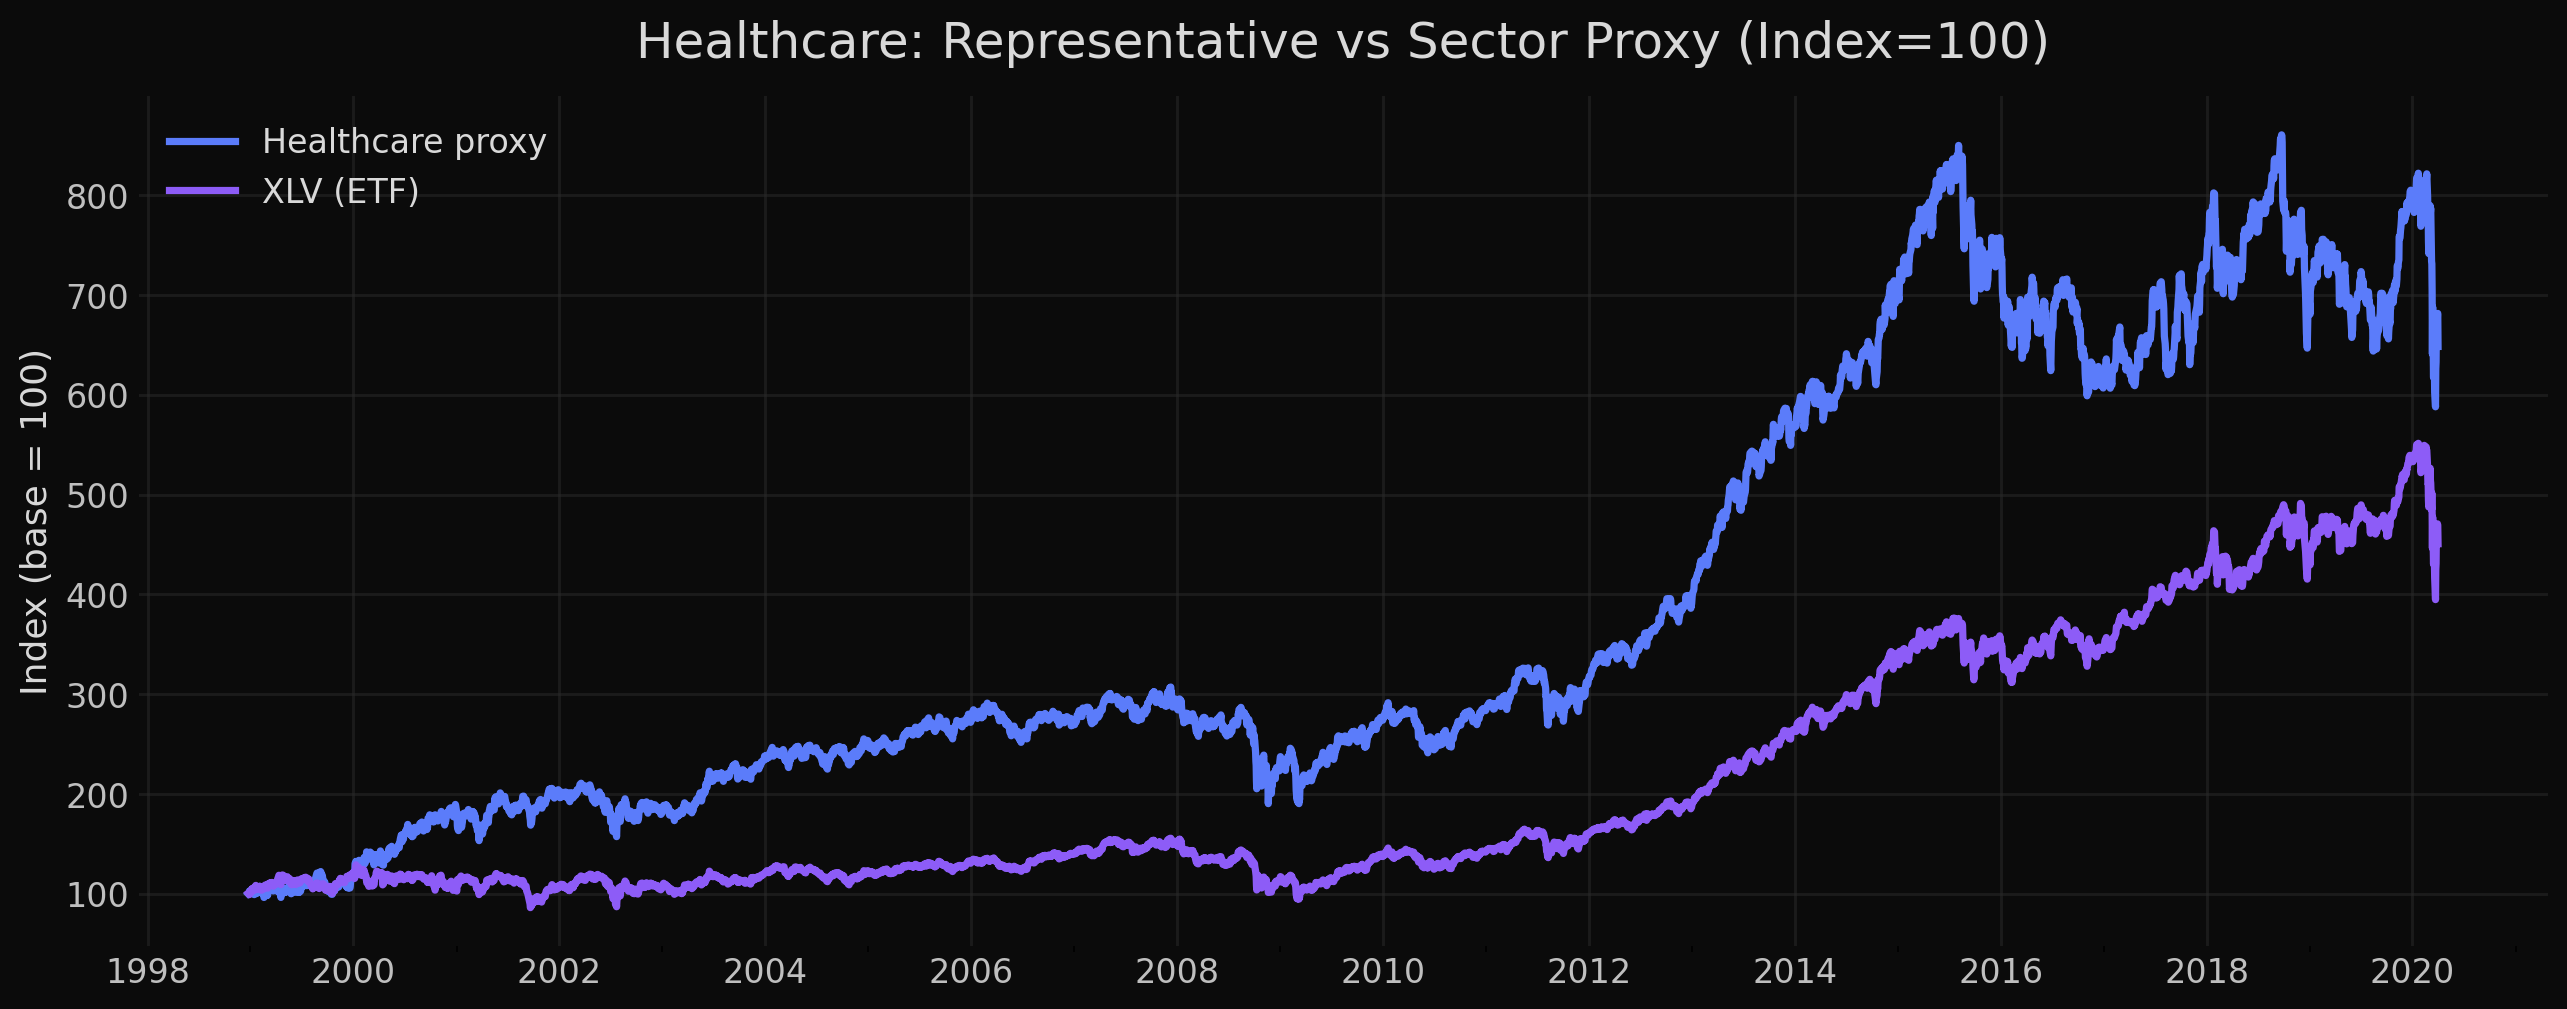 Healthcare: Representative vs Sector Proxy (Index=100)
Healthcare proxy
XLV (ETF)
Index (base = 100)
800
700
600
500
400
300
200
100
1998 2000 2002 2004 2006 2008 2010 2012 2014 2016 2018 2020